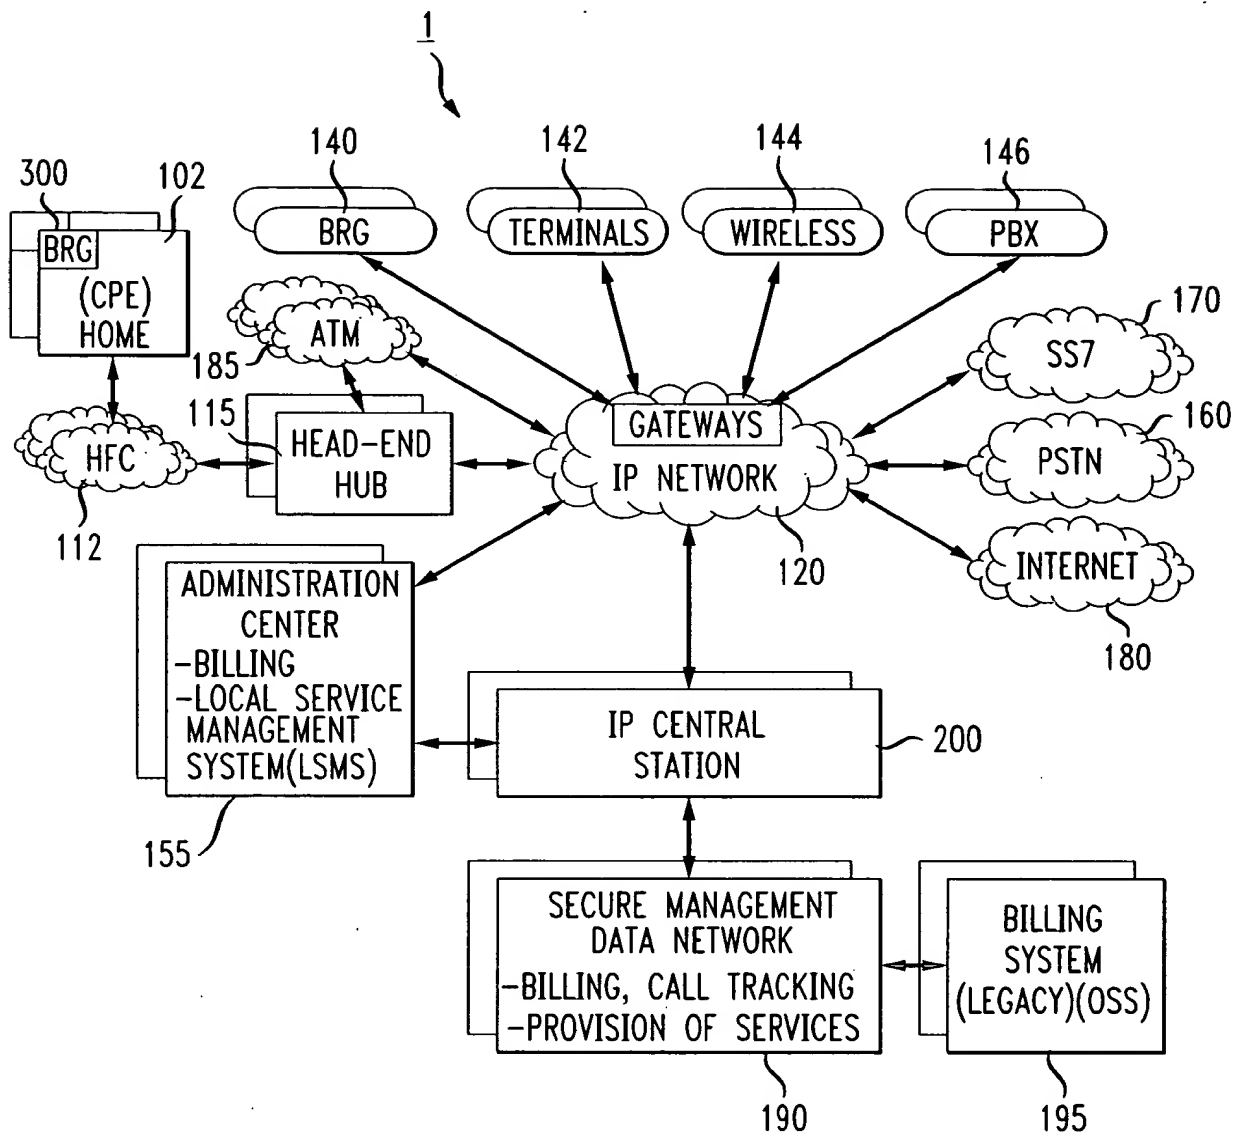 1
140
142
144
146
300
102
BRG
TERMINALS
WIRELESS
PBX
BRG
(CPE)
HOME
ATM
185
170
SS7
115
HEAD-END
HUB
GATEWAYS
IP NETWORK
160
PSTN
HFC
112
120
INTERNET
180
ADMINISTRATION
CENTER
-BILLING
-LOCAL SERVICE
MANAGEMENT
SYSTEM(LSMS)
155
IP CENTRAL
STATION
200
SECURE MANAGEMENT
DATA NETWORK
-BILLING, CALL TRACKING
-PROVISION OF SERVICES
190
BILLING
SYSTEM
(LEGACY)(OSS)
195